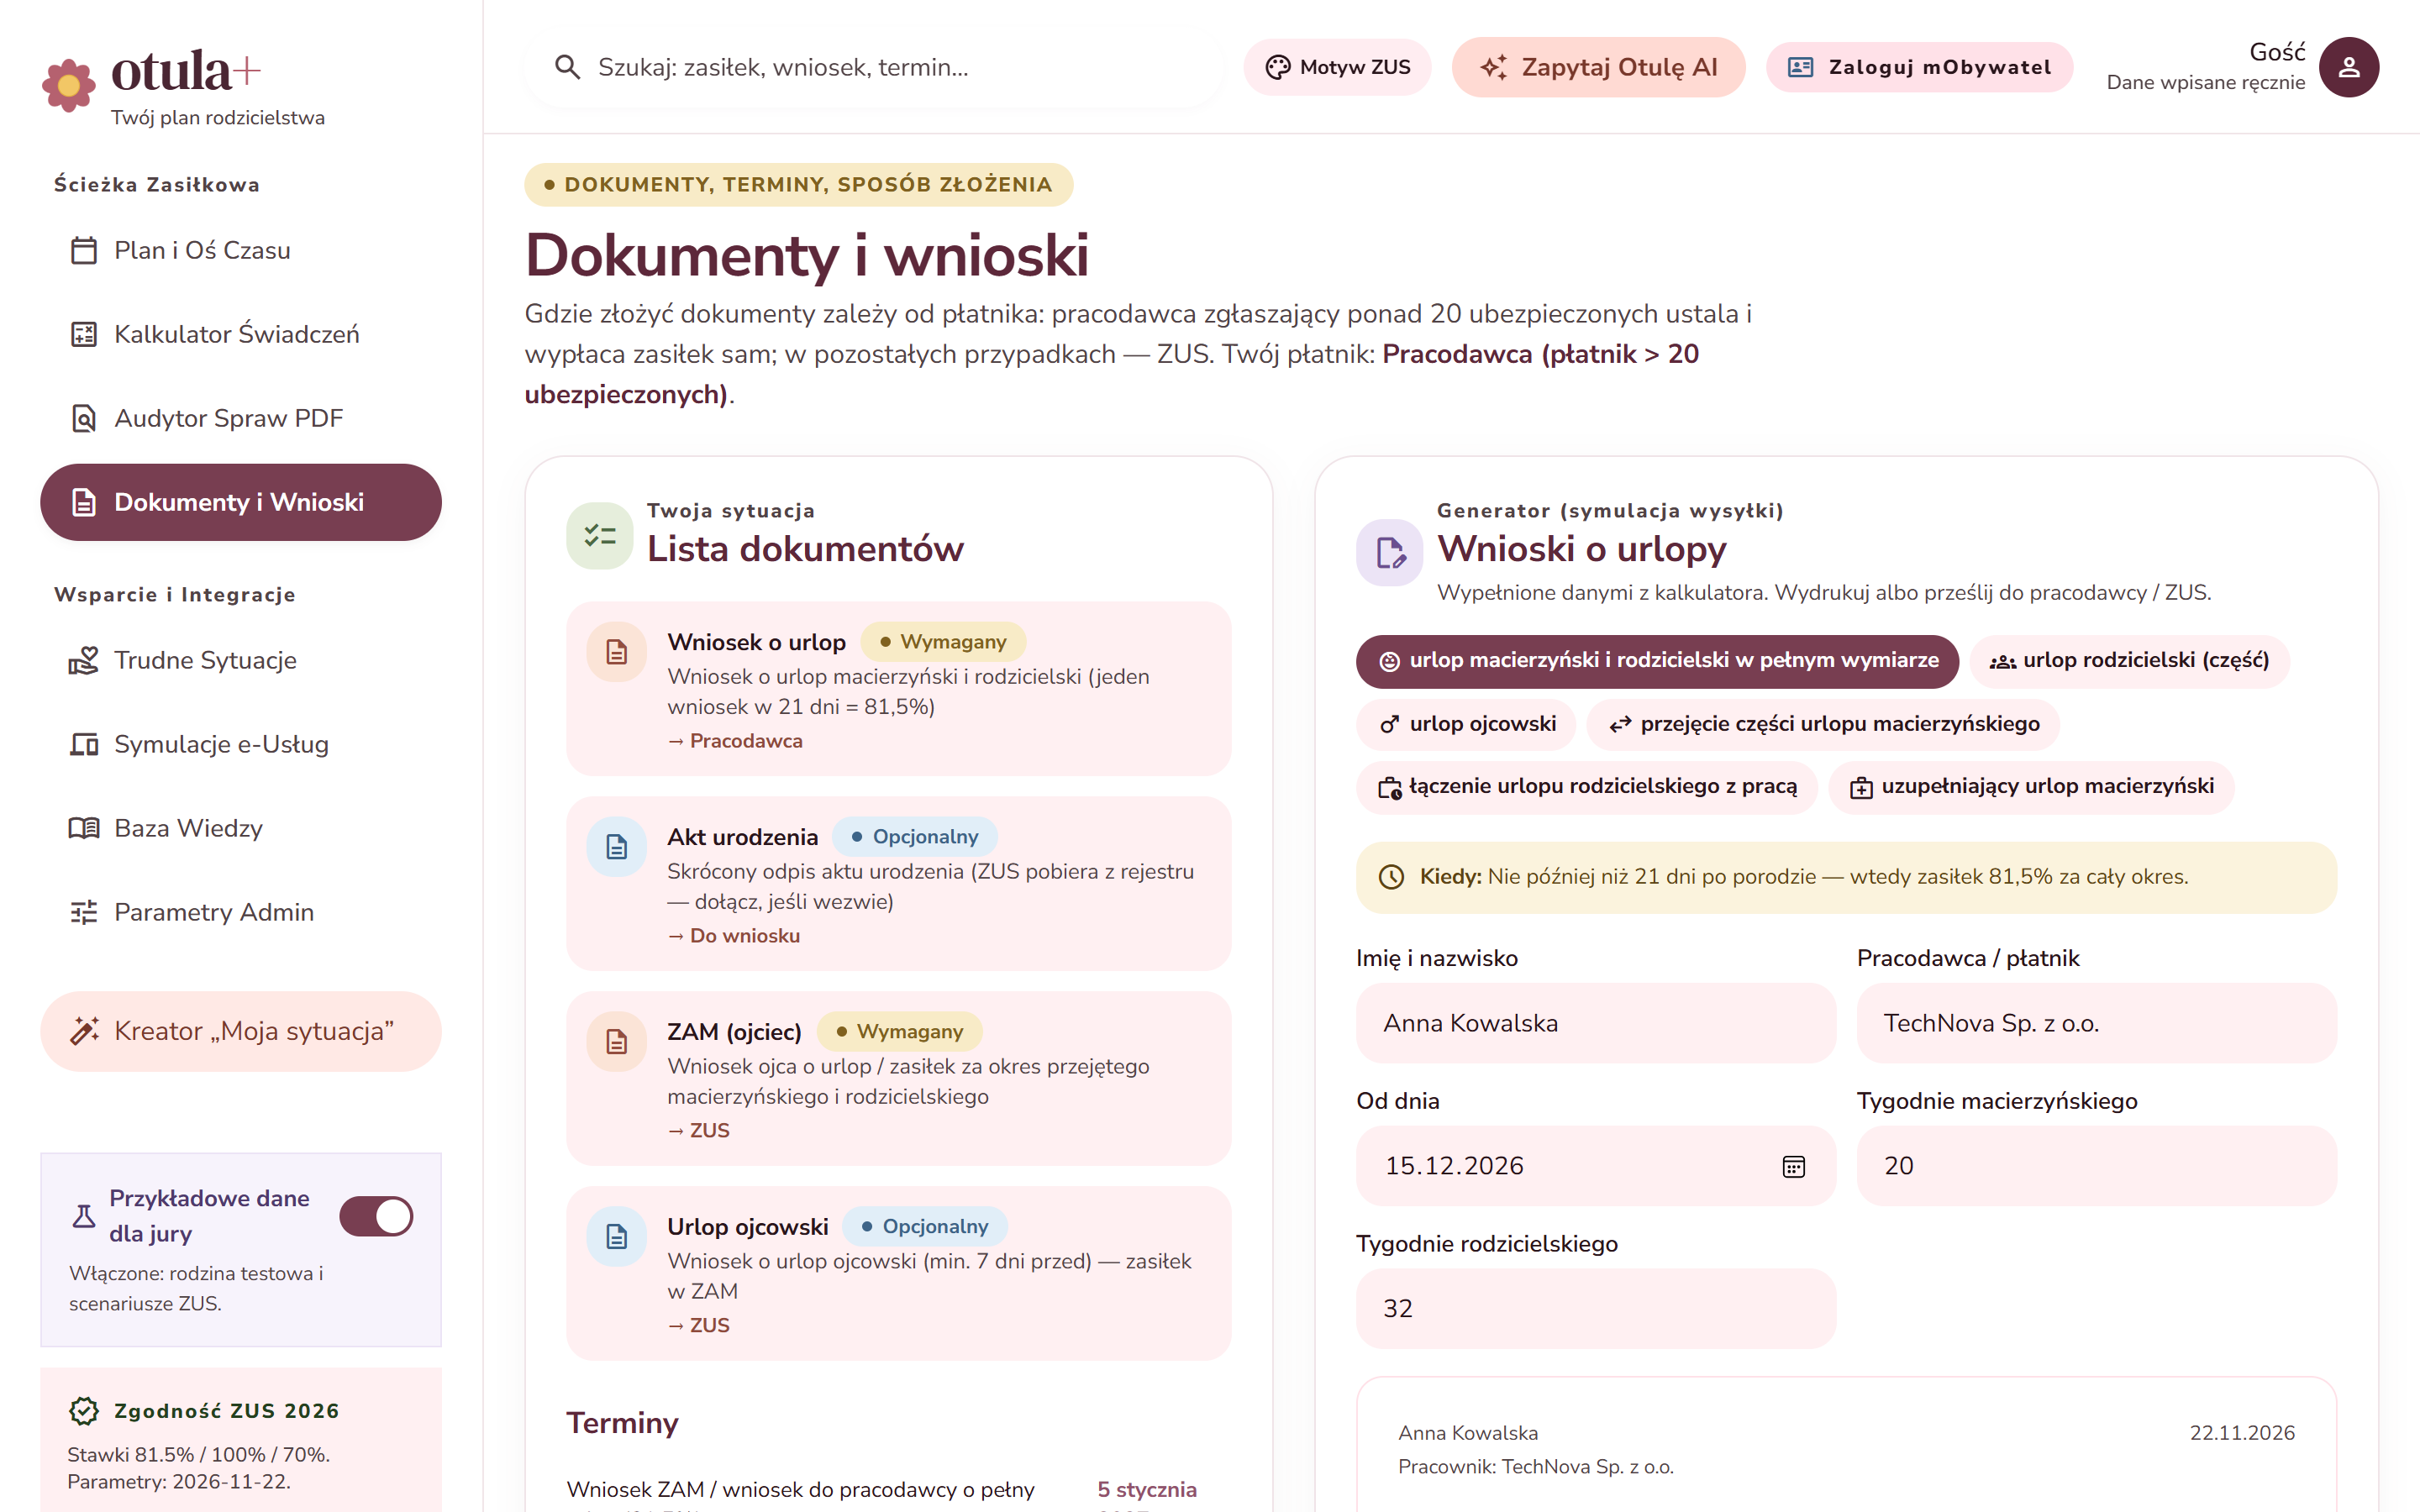 otula+
Twój plan rodzicielstwa
Ścieżka Zasiłkowa
Plan i Oś Czasu
Kalkulator Świadczeń
Audytor Spraw PDF
Dokumenty i Wnioski
Wsparcie i Integracje
Trudne Sytuacje
Symulacje e-Usług
Baza Wiedzy
Parametry Admin
Kreator „Moja sytuacja”
Przykładowe dane
dla jury
Włączone: rodzina testowa i
scenariusze ZUS.
Zgodność ZUS 2026
Stawki 81.5% / 100% / 70%.
Parametry: 2026-11-22.
Szukaj: zasiłek, wniosek, termin...
Motyw ZUS
Zapytaj Otulę AI
Zaloguj mObywatel
Gość
Dane wpisane ręcznie
DOKUMENTY, TERMINY, SPOSÓB ZŁOŻENIA
Dokumenty i wnioski
Gdzie złożyć dokumenty zależy od płatnika: pracodawca zgłaszający ponad 20 ubezpieczonych ustala i
wypłaca zasiłek sam; w pozostałych przypadkach — ZUS. Twój płatnik: Pracodawca (płatnik > 20
ubezpieczonych).
Twoja sytuacja
Lista dokumentów
Wniosek o urlop
Wymagany
Wniosek o urlop macierzyński i rodzicielski (jeden
wniosek w 21 dni = 81,5%)
→ Pracodawca
Akt urodzenia
Opcjonalny
Skrócony odpis aktu urodzenia (ZUS pobiera z rejestru
— dołącz, jeśli wezwie)
→ Do wniosku
ZAM (ojciec)
Wymagany
Wniosek ojca o urlop / zasiłek za okres przejętego
macierzyńskiego i rodzicielskiego
→ ZUS
Urlop ojcowski
Opcjonalny
Wniosek o urlop ojcowski (min. 7 dni przed) — zasiłek
w ZAM
→ ZUS
Terminy
Wniosek ZAM / wniosek do pracodawcy o pełny
5 stycznia
Generator (symulacja wysyłki)
Wnioski o urlopy
Wypełnione danymi z kalkulatora. Wydrukuj albo prześlij do pracodawcy / ZUS.
urlop macierzyński i rodzicielski w pełnym wymiarze
urlop rodzicielski (część)
urlop ojcowski
przejęcie części urlopu macierzyńskiego
łączenie urlopu rodzicielskiego z pracą
uzupełniający urlop macierzyński
Kiedy: Nie później niż 21 dni po porodzie — wtedy zasiłek 81,5% za cały okres.
Imię i nazwisko
Pracodawca / płatnik
Anna Kowalska
TechNova Sp. z o.o.
Od dnia
Tygodnie macierzyńskiego
15.12.2026
20
Tygodnie rodzicielskiego
32
Anna Kowalska
22.11.2026
Pracownik: TechNova Sp. z o.o.